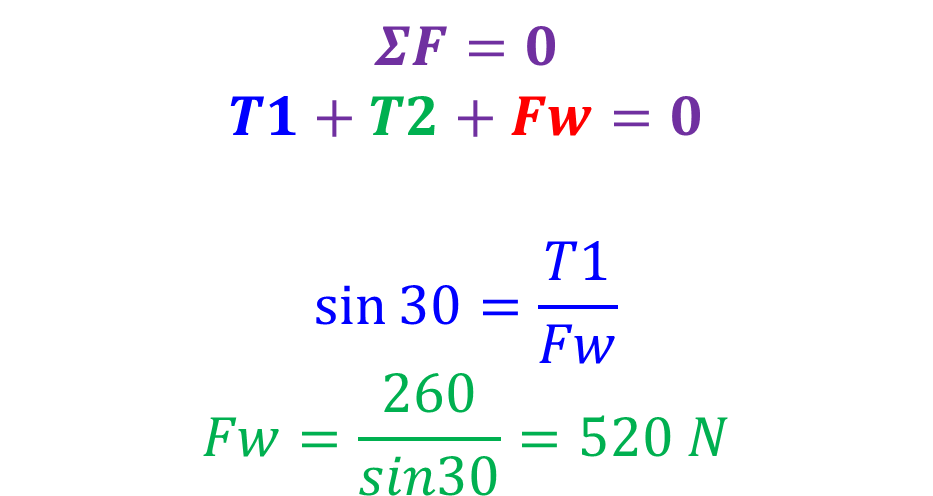 ΣF = 0
T1 + T2 + Fw = 0
sin 30 = T1/Fw
Fw = 260/sin30 = 520 N